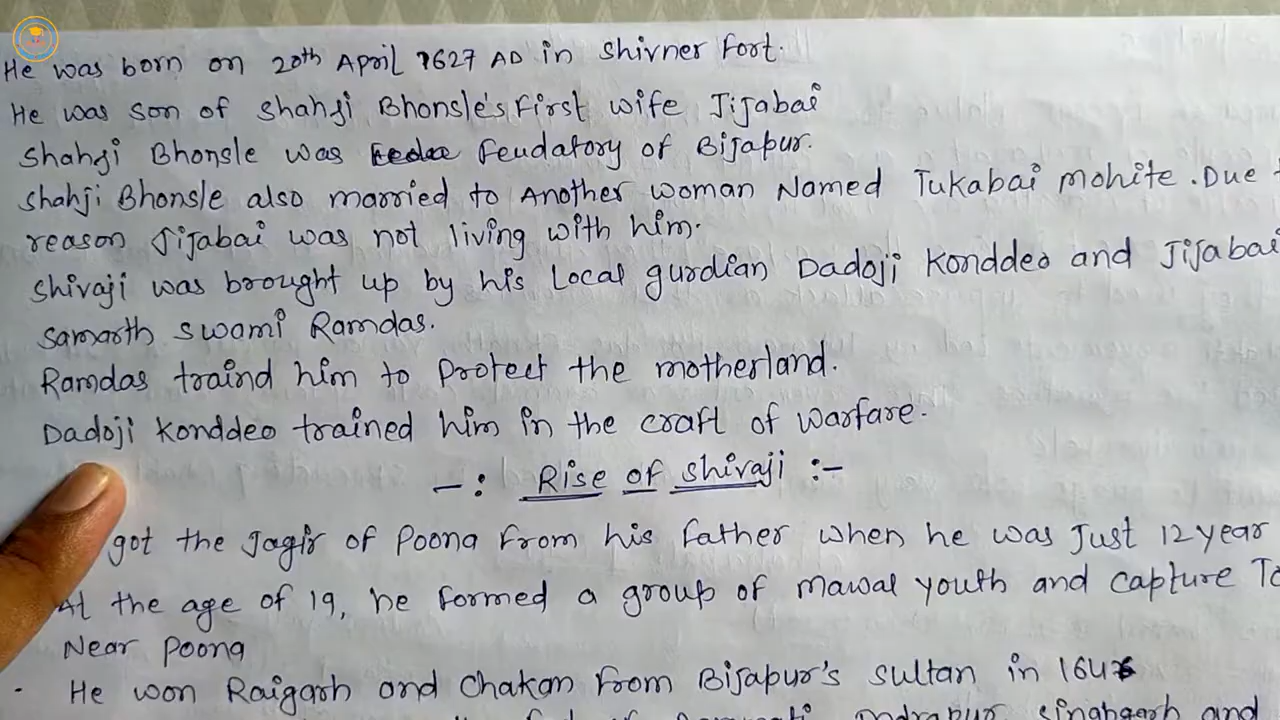 He was born on 20th April 1627 AD in Shivner Fort.
He was son of Shahji Bhonsle's First wife Jijabai
Shahji Bhonsle was Feudatory of Bijapur.
Shahji Bhonsle also married to Another woman Named Tukabai mohite. Due
reason Jijabai was not living with him.
Shivaji was brought up by his Local gurdian Dadoji Konddeo and Jijabai
Samarth Swami Ramdas.
Ramdas traind him to Protect the motherland.
Dadoji Konddeo trained him in the craft of warfare.
-: Rise of Shivaji :-
got the Jagir of Poona from his father when he was Just 12 year
At the age of 19, he formed a group of mawal youth and capture
Near Poona
· He won Raigarh and Chakan from Bijapur's Sultan in